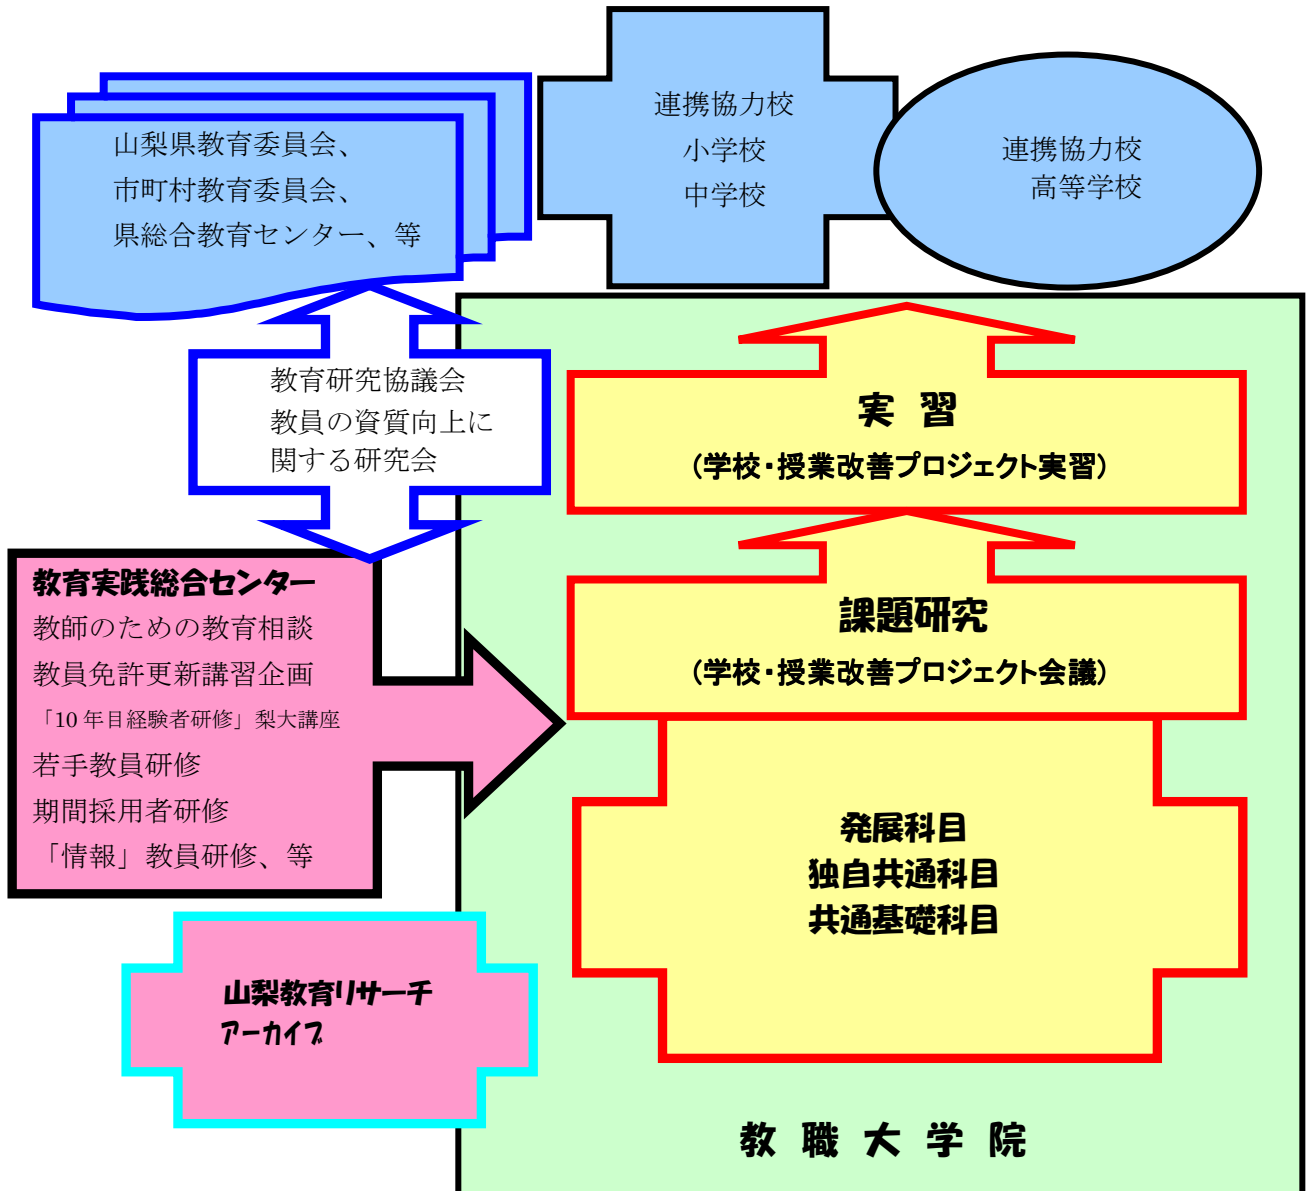 山梨県教育委員会、
市町村教育委員会、
県総合教育センター、等
連携協力校
小学校
中学校
連携協力校
高等学校
教育研究協議会
教員の資質向上に
関する研究会
実 習
(学校・授業改善プロジェクト実習)
課題研究
(学校・授業改善プロジェクト会議)
教育実践総合センター
教師のための教育相談
教員免許更新講習企画
「10 年目経験者研修」梨大講座
若手教員研修
期間採用者研修
「情報」教員研修、等
発展科目
独自共通科目
共通基礎科目
山梨教育リサーチ
アーカイブ
教 職 大 学 院